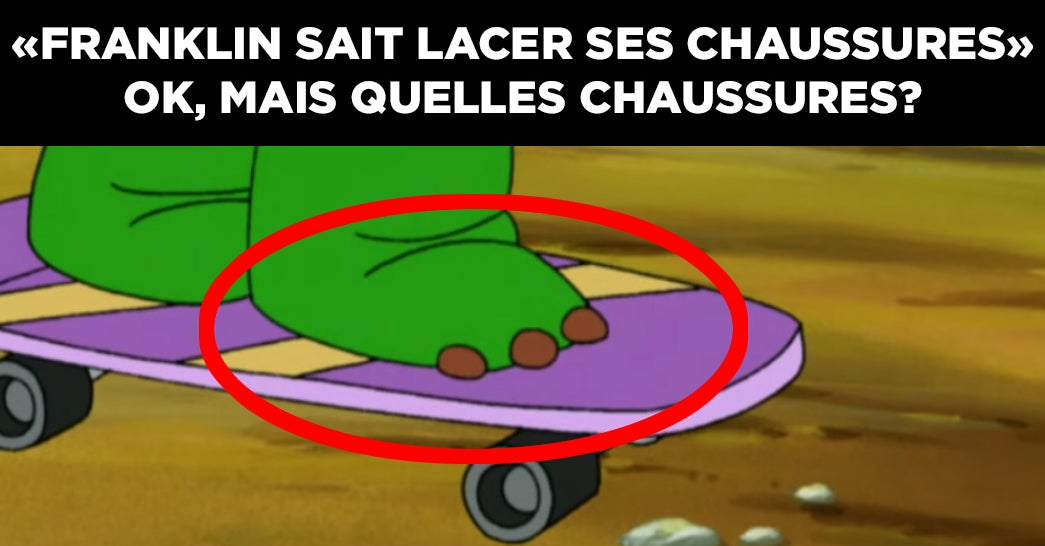 «FRANKLIN SAIT LACER SES CHAUSSURES»
OK, MAIS QUELLES CHAUSSURES?